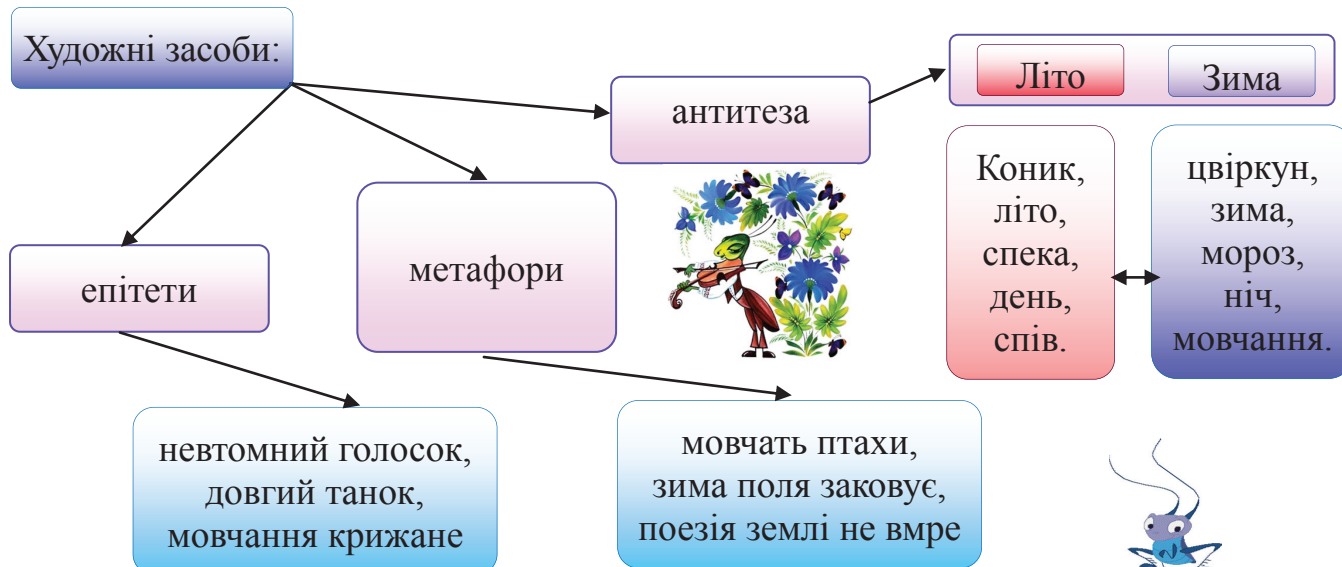 Художні засоби:
антитеза
Літо
Зима
Коник,
літо,
спека,
день,
спів.
цвіркун,
зима,
мороз,
ніч,
мовчання.
метафори
епітети
невтомний голосок,
довгий танок,
мовчання крижане
мовчать птахи,
зима поля заковує,
поезія землі не вмре